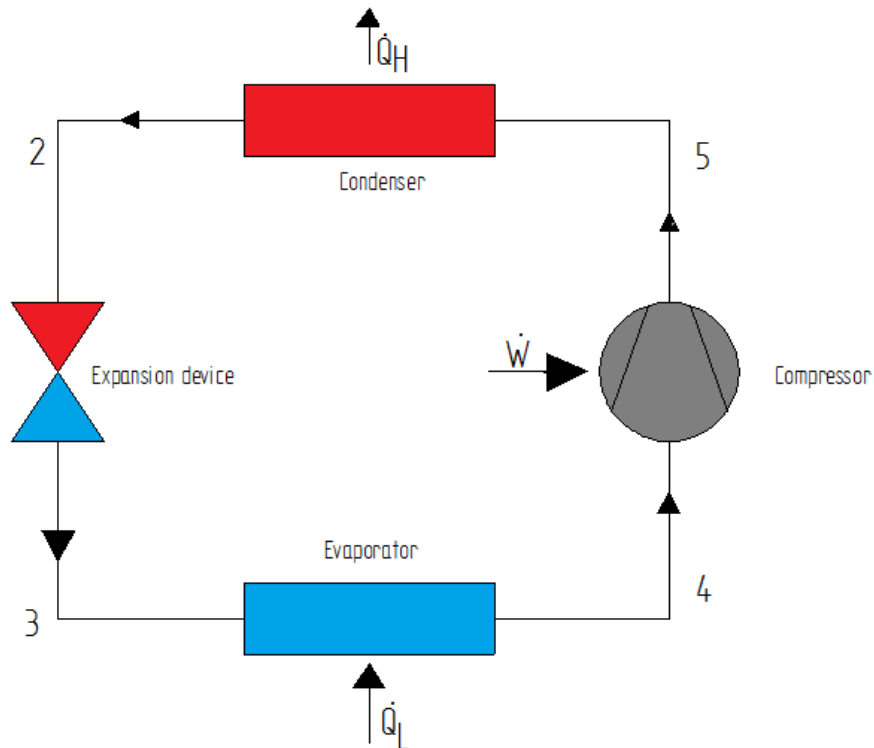 Q̇H
2
5
Condenser
Ẇ
Expansion device
Compressor
Evaporator
4
3
Q̇L